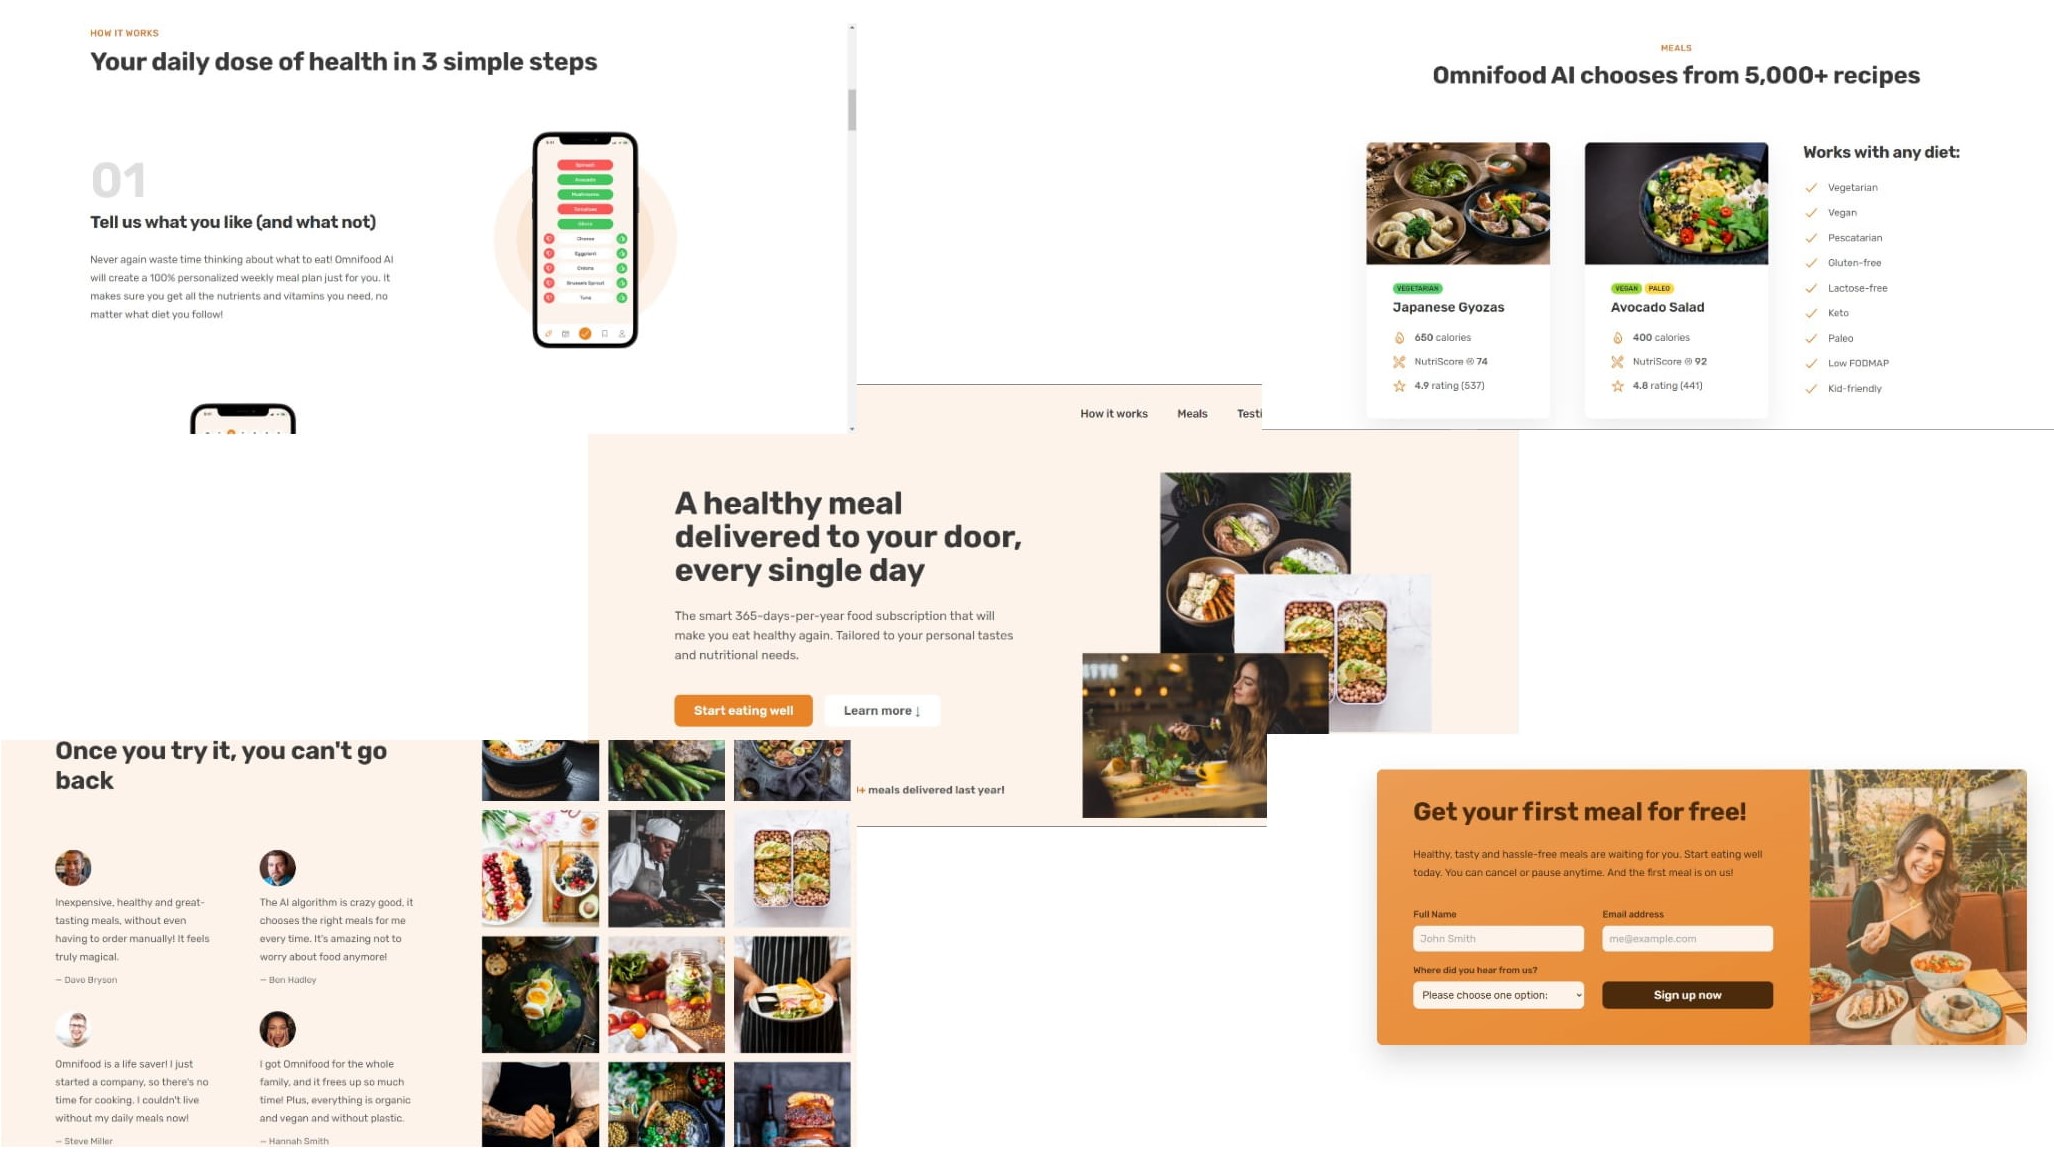 HOW IT WORKS
Your daily dose of health in 3 simple steps
01
Tell us what you like (and what not)
Never again waste time thinking about what to eat! Omnifood AI
will create a 100% personalized weekly meal plan just for you. It
makes sure you get all the nutrients and vitamins you need, no
matter what diet you follow!
Spinach
Avocado
Mushrooms
Tomatoes
Cheese
Eggplant
Onions
Brussels Sprout
Tuna
MEALS
Omnifood AI chooses from 5,000+ recipes
VEGETARIAN
Japanese Gyozas
650 calories
NutriScore ® 74
4.9 rating (537)
VEGAN PALEO
Avocado Salad
400 calories
NutriScore ® 92
4.8 rating (441)
Works with any diet:
Vegetarian
Vegan
Pescatarian
Gluten-free
Lactose-free
Keto
Paleo
Low FODMAP
Kid-friendly
How it works Meals Testi
A healthy meal
delivered to your door,
every single day
The smart 365-days-per-year food subscription that will
make you eat healthy again. Tailored to your personal tastes
and nutritional needs.
Start eating well
Learn more ↓
+ meals delivered last year!
Once you try it, you can't go
back
Inexpensive, healthy and great-
tasting meals, without even
having to order manually! It feels
truly magical.
— Dave Bryson
The AI algorithm is crazy good, it
chooses the right meals for me
every time. It's amazing not to
worry about food anymore!
— Ben Hadley
Omnifood is a life saver! I just
started a company, so there's no
time for cooking. I couldn't live
without my daily meals now!
— Steve Miller
I got Omnifood for the whole
family, and it frees up so much
time! Plus, everything is organic
and vegan and without plastic.
— Hannah Smith
Get your first meal for free!
Healthy, tasty and hassle-free meals are waiting for you. Start eating well
today. You can cancel or pause anytime. And the first meal is on us!
Full Name
John Smith
Email address
me@example.com
Where did you hear from us?
Please choose one option:
Sign up now